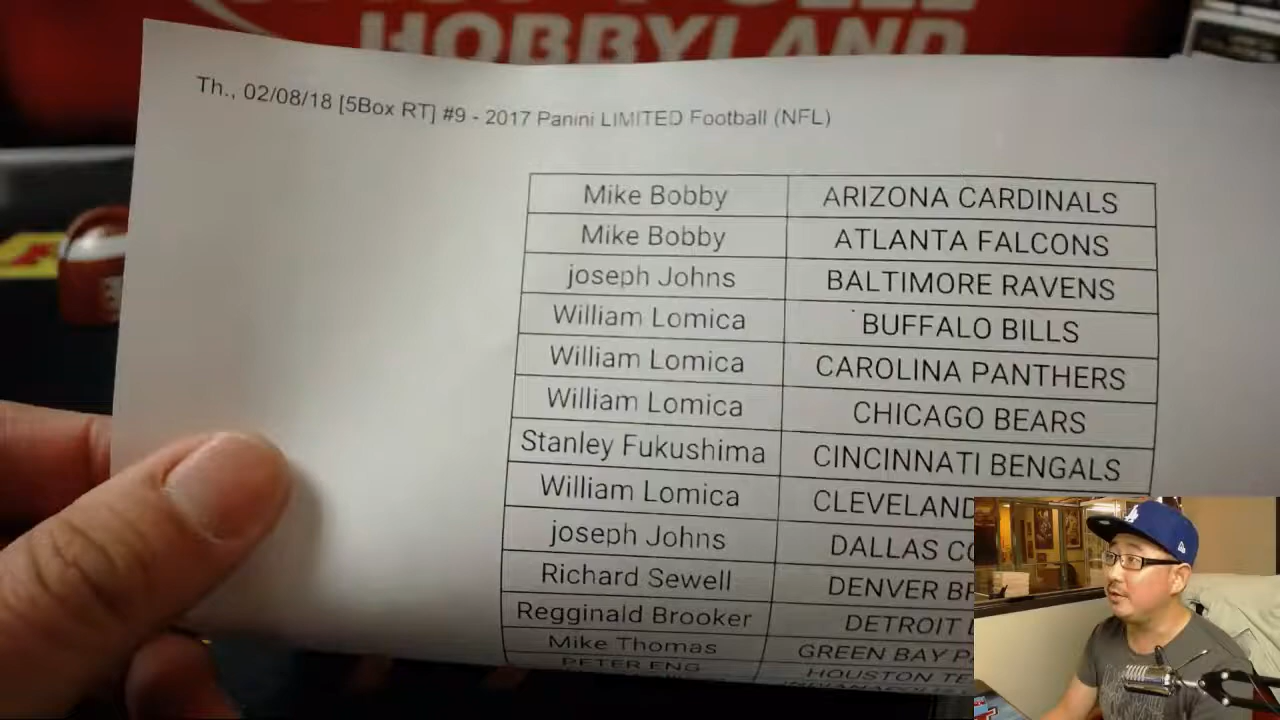 HOBBYLAND
Th., 02/08/18 [5Box RT] #9 - 2017 Panini LIMITED Football (NFL)
Mike Bobby ARIZONA CARDINALS
Mike Bobby ATLANTA FALCONS
joseph Johns BALTIMORE RAVENS
William Lomica BUFFALO BILLS
William Lomica CAROLINA PANTHERS
William Lomica CHICAGO BEARS
Stanley Fukushima CINCINNATI BENGALS
William Lomica CLEVELAND
joseph Johns DALLAS
Richard Sewell DENVER
Regginald Brooker DETROIT
Mike Thomas GREEN BAY
PETER ENG HOUSTON